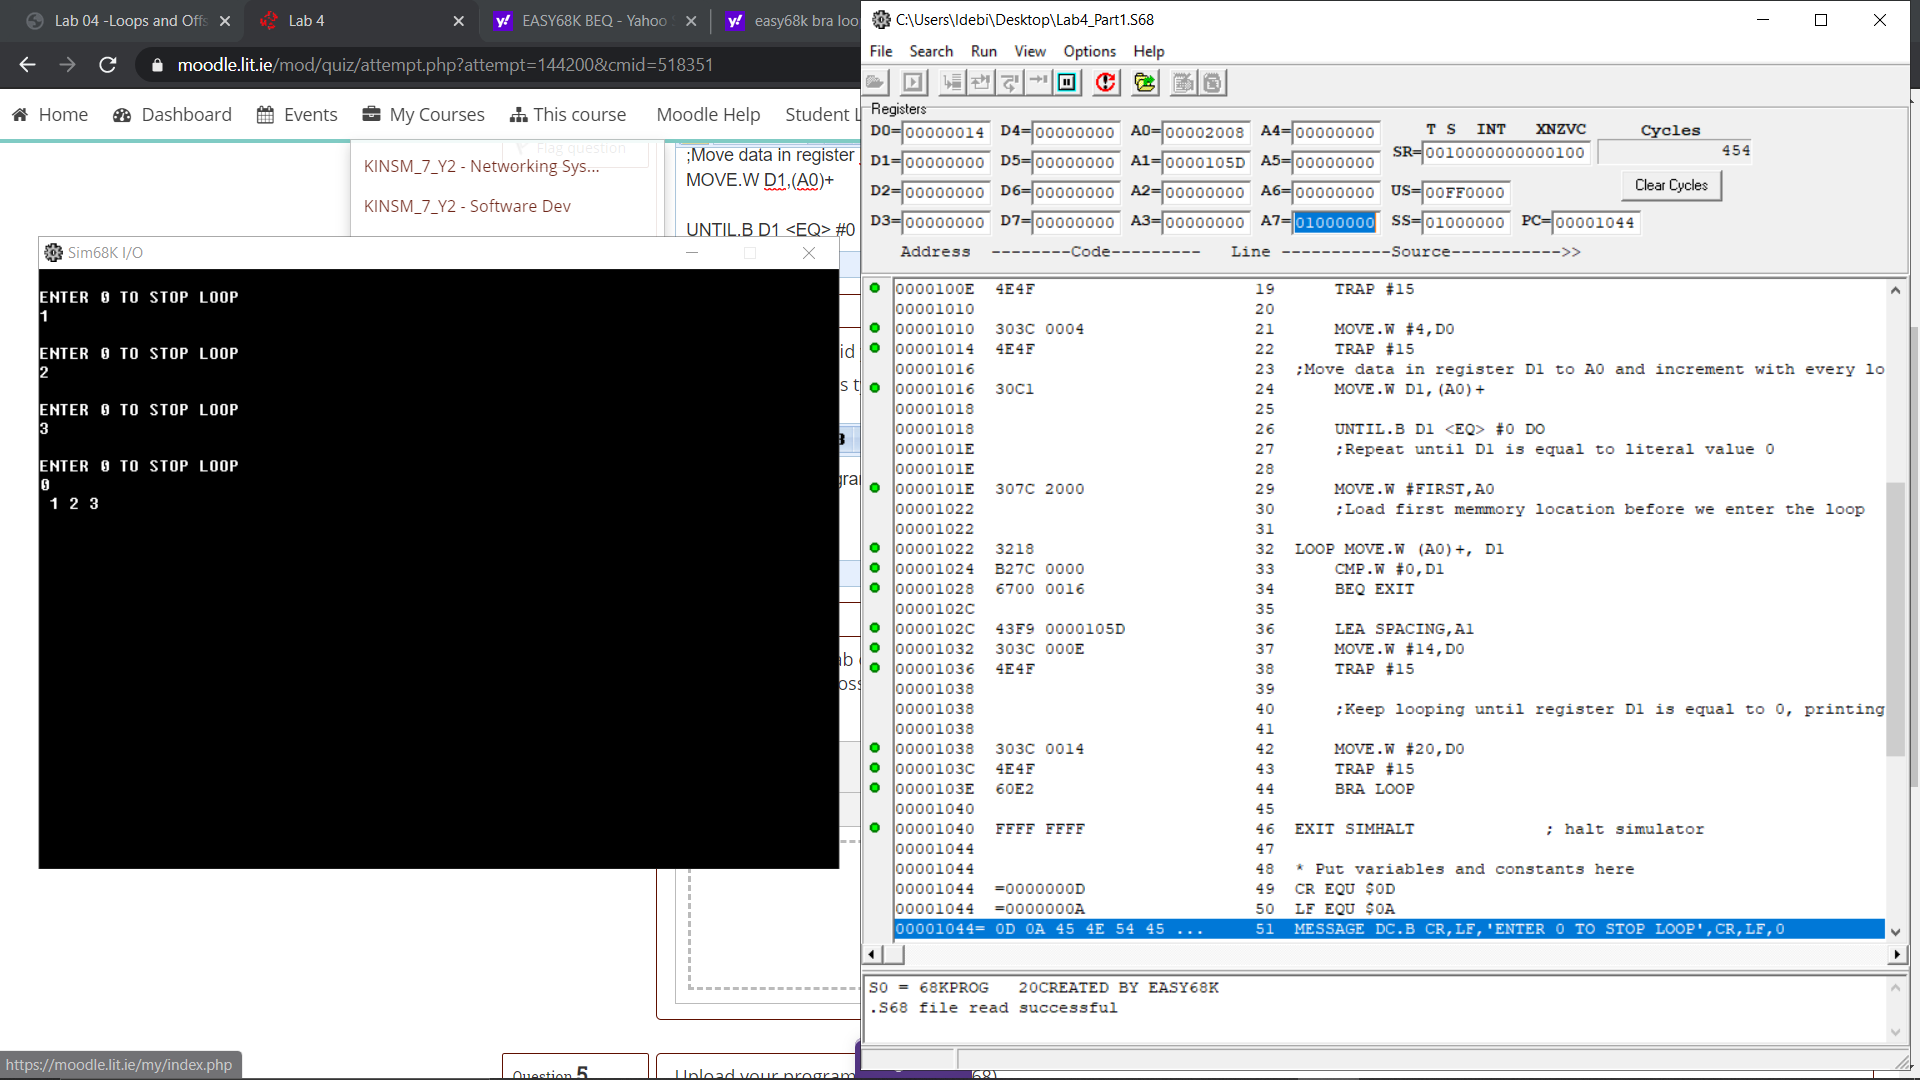 Lab 04 -Loops and Offs
Lab 4
EASY68K BEQ - Yahoo
easy68k bra loo
moodle.lit.ie/mod/quiz/attempt.php?attempt=144200&cmid=518351
Home
Dashboard
Events
My Courses
This course
Moodle Help
Student L
Flag question
KINSM_7_Y2 - Networking Sys...
KINSM_7_Y2 - Software Dev
;Move data in register
MOVE.W D1,(A0)+
UNTIL.B D1 <EQ> #0
Sim68K I/O
ENTER 0 TO STOP LOOP
1
ENTER 0 TO STOP LOOP
2
ENTER 0 TO STOP LOOP
3
ENTER 0 TO STOP LOOP
0
1 2 3
https://moodle.lit.ie/my/index.php
Question 5
Upload your program
68)
C:\Users\Idebi\Desktop\Lab4_Part1.S68
File Search Run View Options Help
Registers
D0= 00000014 D4= 00000000 A0= 00002008 A4= 00000000 T S INT XNZVC Cycles
D1= 00000000 D5= 00000000 A1= 0000105D A5= 00000000 SR= 0010000000000100 454
D2= 00000000 D6= 00000000 A2= 00000000 A6= 00000000 US= 00FF0000 Clear Cycles
D3= 00000000 D7= 00000000 A3= 00000000 A7= 01000000 SS= 01000000 PC= 00001044
Address --------Code--------- Line -----------Source----------->>
0000100E 4E4F 19 TRAP #15
00001010 20
00001010 303C 0004 21 MOVE.W #4,D0
00001014 4E4F 22 TRAP #15
00001016 23 ;Move data in register D1 to A0 and increment with every lo
00001016 30C1 24 MOVE.W D1,(A0)+
00001018 25
00001018 26 UNTIL.B D1 <EQ> #0 DO
0000101E 27 ;Repeat until D1 is equal to literal value 0
0000101E 28
0000101E 307C 2000 29 MOVE.W #FIRST,A0
00001022 30 ;Load first memmory location before we enter the loop
00001022 31
00001022 3218 32 LOOP MOVE.W (A0)+, D1
00001024 B27C 0000 33 CMP.W #0,D1
00001028 6700 0016 34 BEQ EXIT
0000102C 35
0000102C 43F9 0000105D 36 LEA SPACING,A1
00001032 303C 000E 37 MOVE.W #14,D0
00001036 4E4F 38 TRAP #15
00001038 39
00001038 40 ;Keep looping until register D1 is equal to 0, printing
00001038 41
00001038 303C 0014 42 MOVE.W #20,D0
0000103C 4E4F 43 TRAP #15
0000103E 60E2 44 BRA LOOP
00001040 45
00001040 FFFF FFFF 46 EXIT SIMHALT ; halt simulator
00001044 47
00001044 48 * Put variables and constants here
00001044 =0000000D 49 CR EQU $0D
00001044 =0000000A 50 LF EQU $0A
00001044= 0D 0A 45 4E 54 45 ... 51 MESSAGE DC.B CR,LF,'ENTER 0 TO STOP LOOP',CR,LF,0
S0 = 68KPROG 20CREATED BY EASY68K
.S68 file read successful